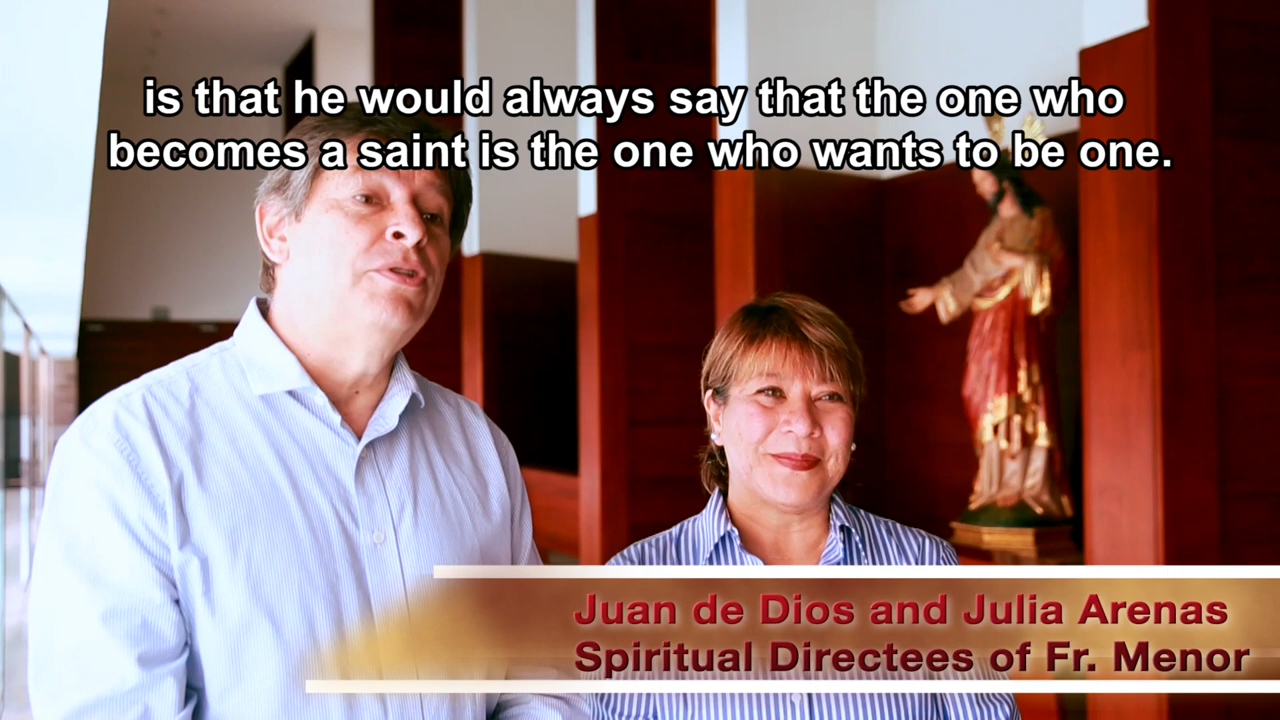 is that he would always say that the one who
becomes a saint is the one who wants to be one.
Juan de Dios and Julia Arenas
Spiritual Directees of Fr. Menor